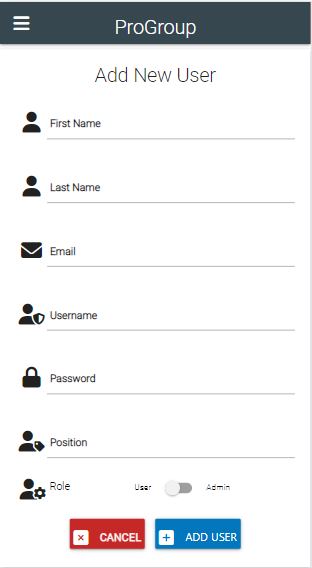 ProGroup
Add New User
First Name
Last Name
Email
Username
Password
Position
Role User Admin
CANCEL ADD USER